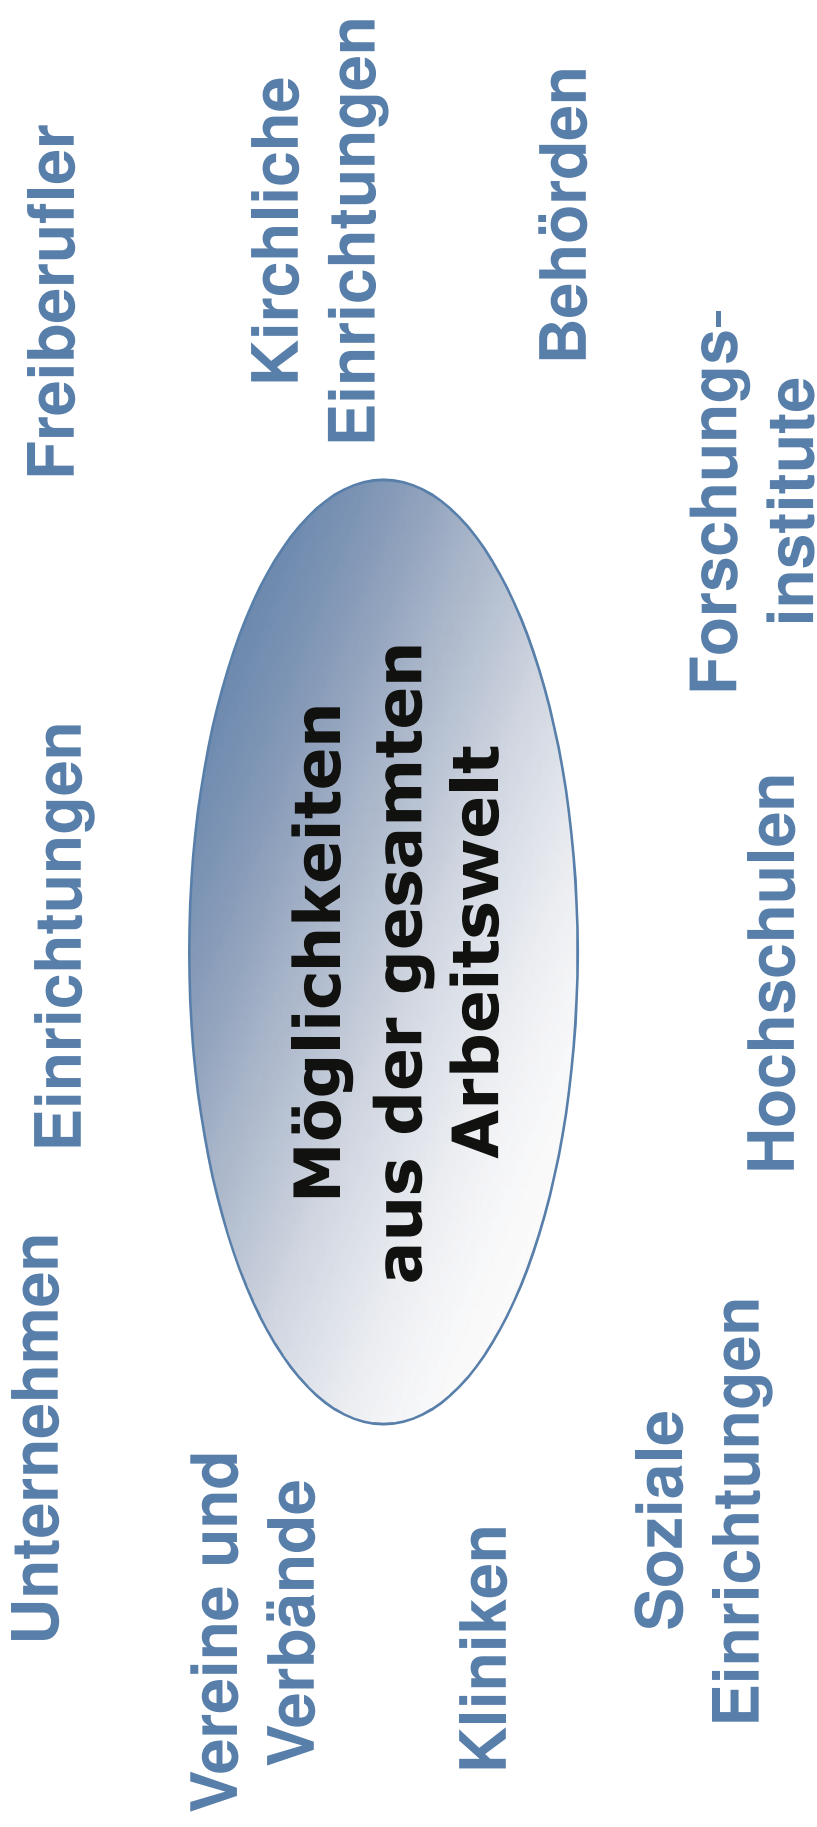 Unternehmen
Einrichtungen
Freiberufler
Vereine und
Verbände
Kirchliche
Einrichtungen
Möglichkeiten
aus der gesamten
Arbeitswelt
Kliniken
Behörden
Soziale
Einrichtungen
Hochschulen
Forschungs-
institute